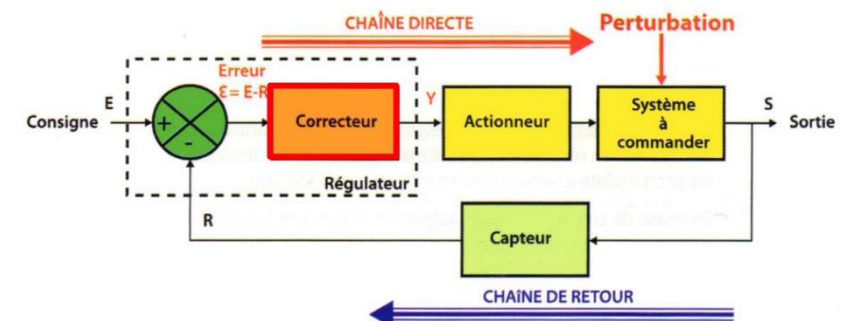 CHAÎNE DIRECTE
Perturbation
Erreur
Ɛ= E-R
Consigne
E
+
-
Correcteur
Y
Actionneur
Système
à
commander
S
Sortie
Régulateur
R
Capteur
CHAÎNE DE RETOUR